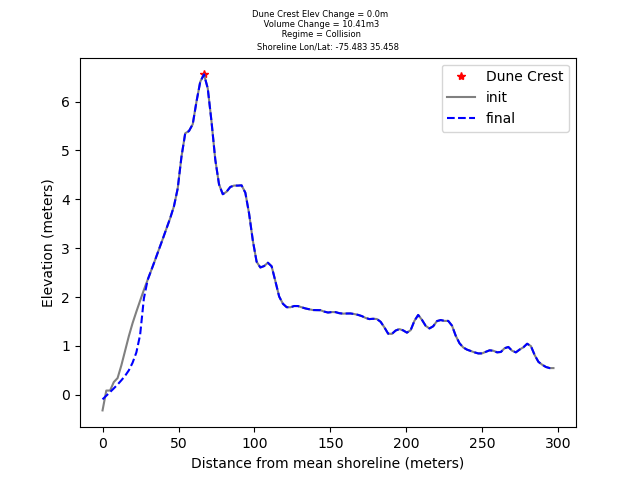 Dune Crest Elev Change = 0.0m
Volume Change = 10.41m3
Regime = Collision
Shoreline Lon/Lat: -75.483 35.458
Dune Crest
init
final
Elevation (meters)
6
5
4
3
2
1
0
0 50 100 150 200 250 300
Distance from mean shoreline (meters)